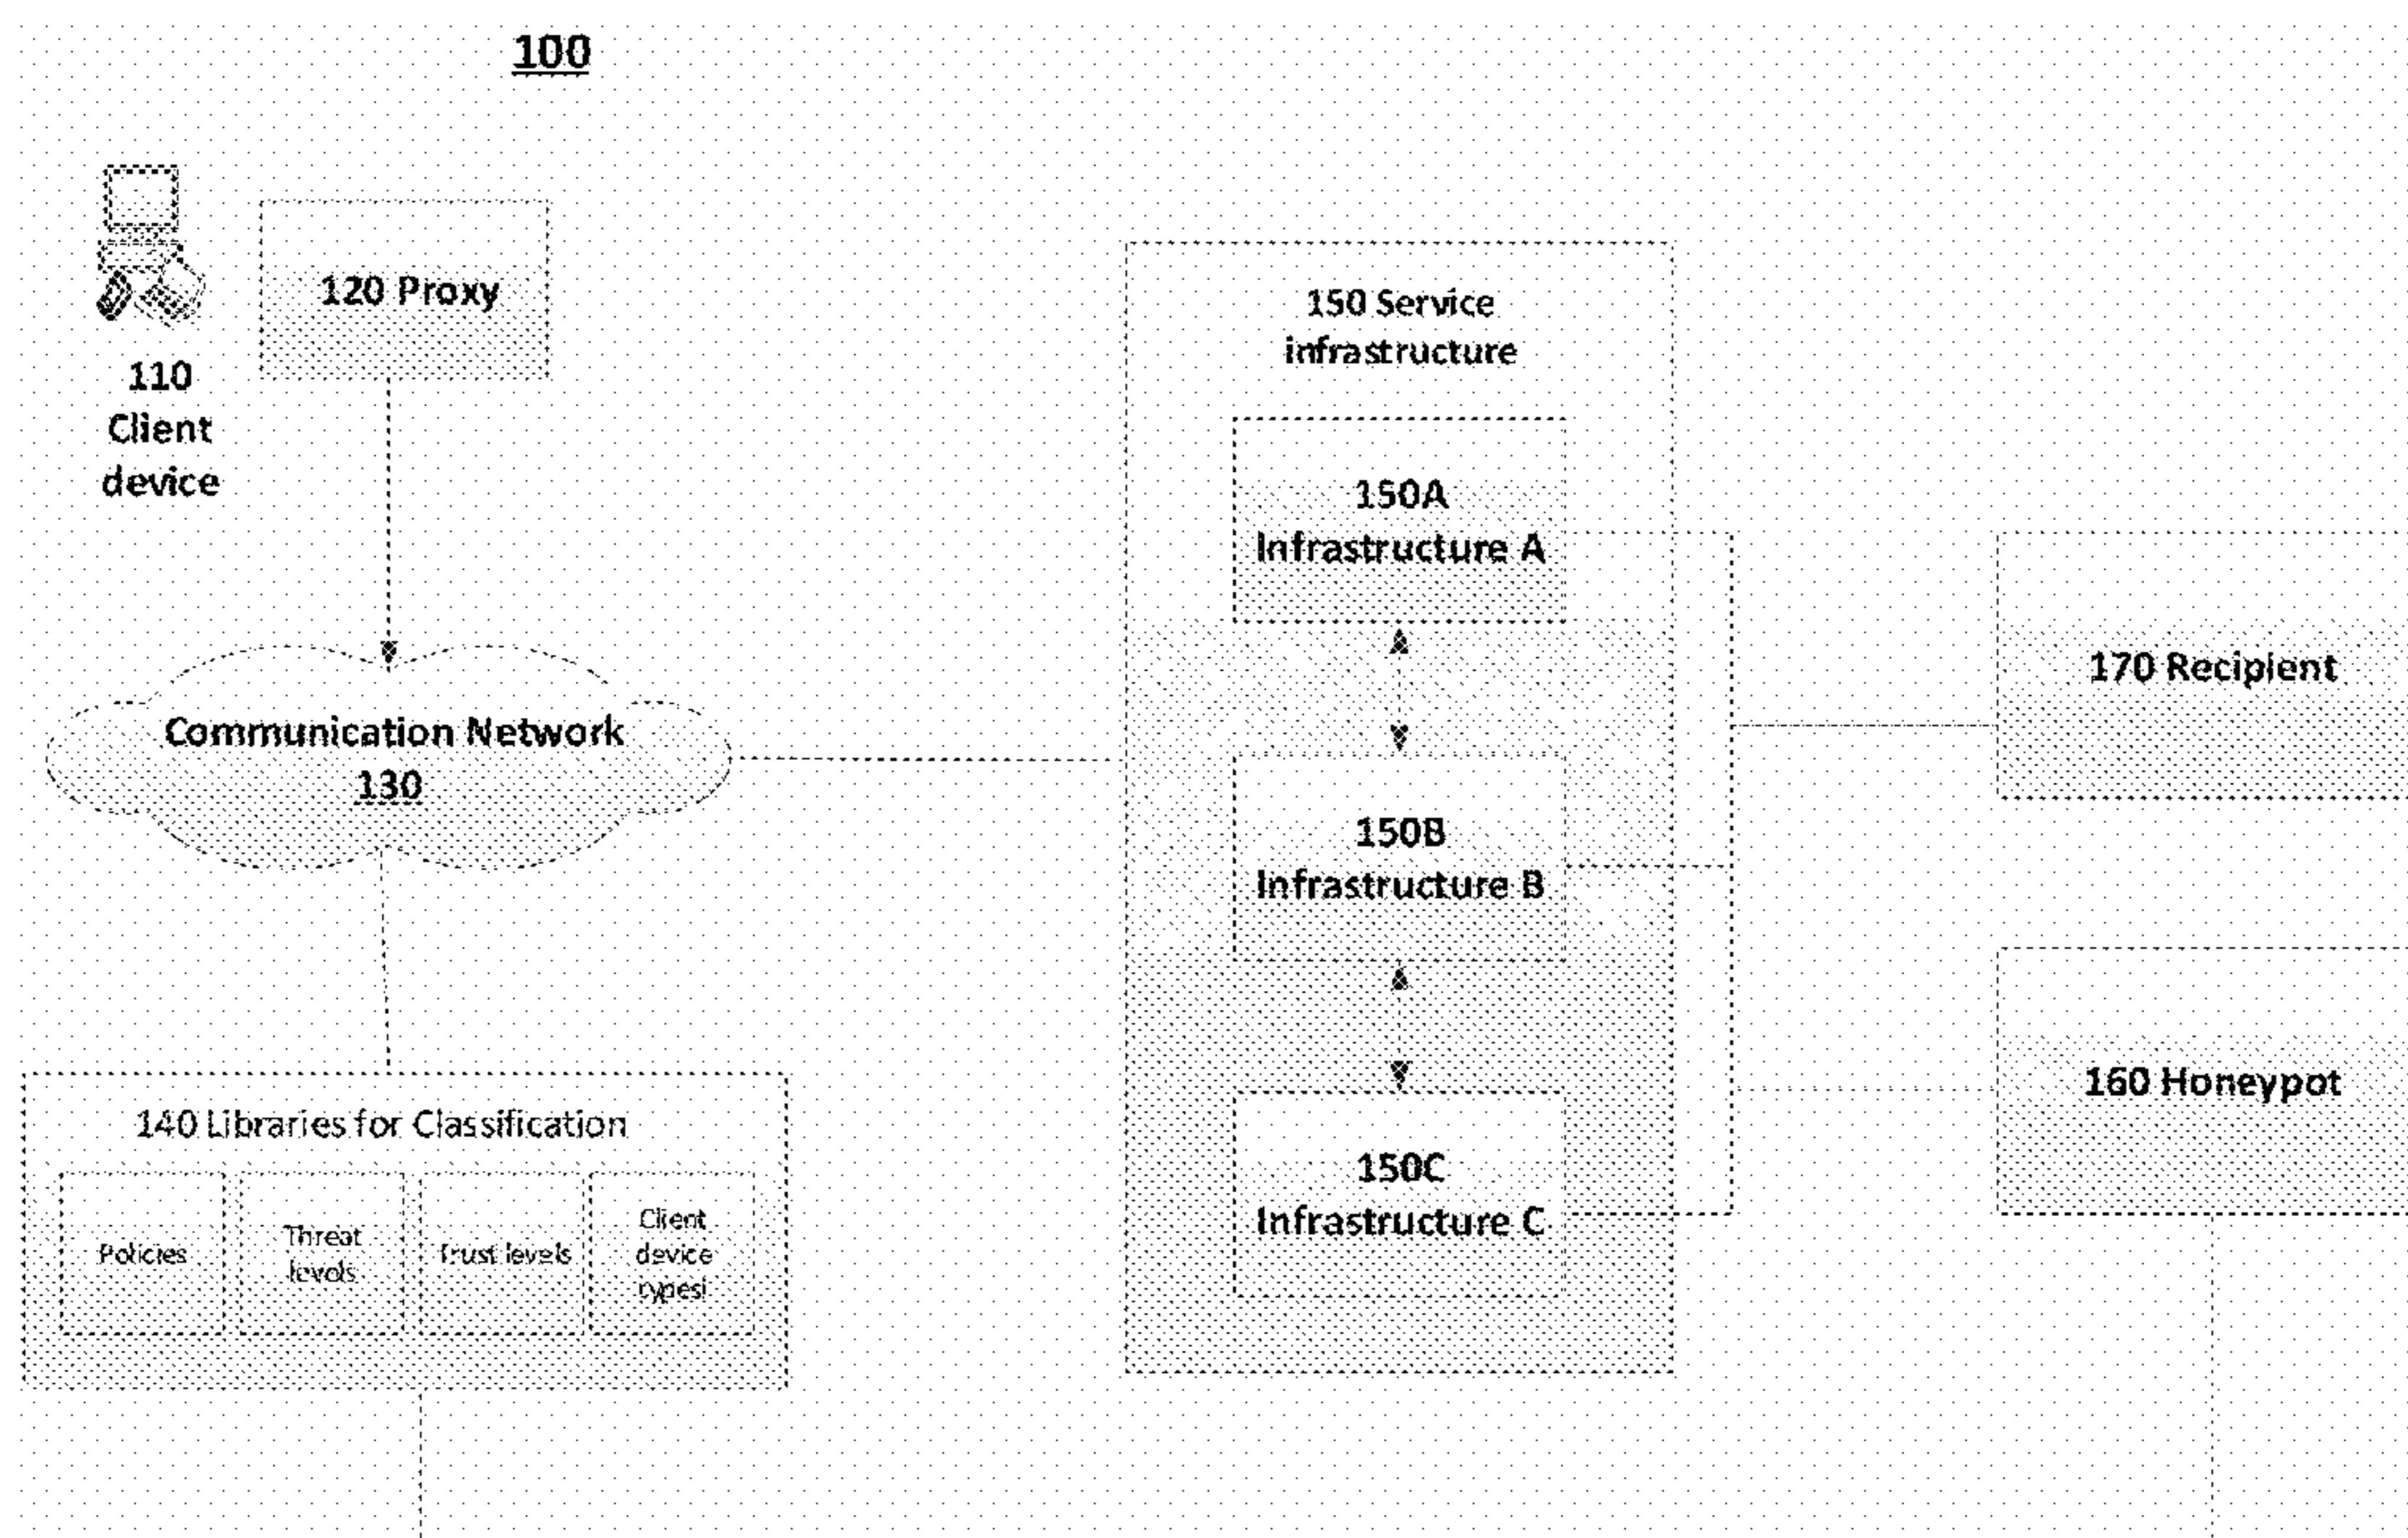 100
120 Proxy
110
Client
device
Communication Network
130
140 Libraries for Classification
Policies
Threat
levels
Trust levels
Client
device
types
150 Service
infrastructure
150A
Infrastructure A
150B
Infrastructure B
150C
Infrastructure C
170 Recipient
160 Honeypot